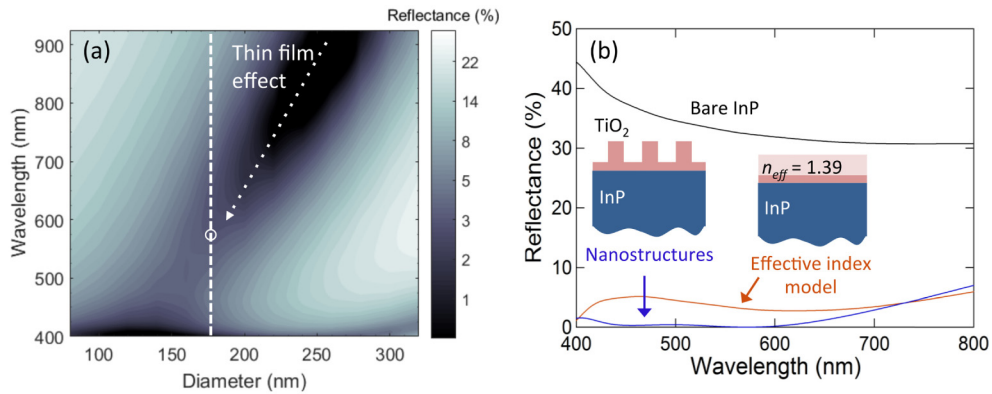 Reflectance (%)
(a)
Thin film
effect
900
800
700
600
500
400
Wavelength (nm)
100
150
200
250
300
Diameter (nm)
22
14
8
5
3
2
1
(b)
50
40
30
20
10
0
Reflectance (%)
Bare InP
TiO2
InP
neff = 1.39
InP
Nanostructures
Effective index
model
400
500
600
700
800
Wavelength (nm)